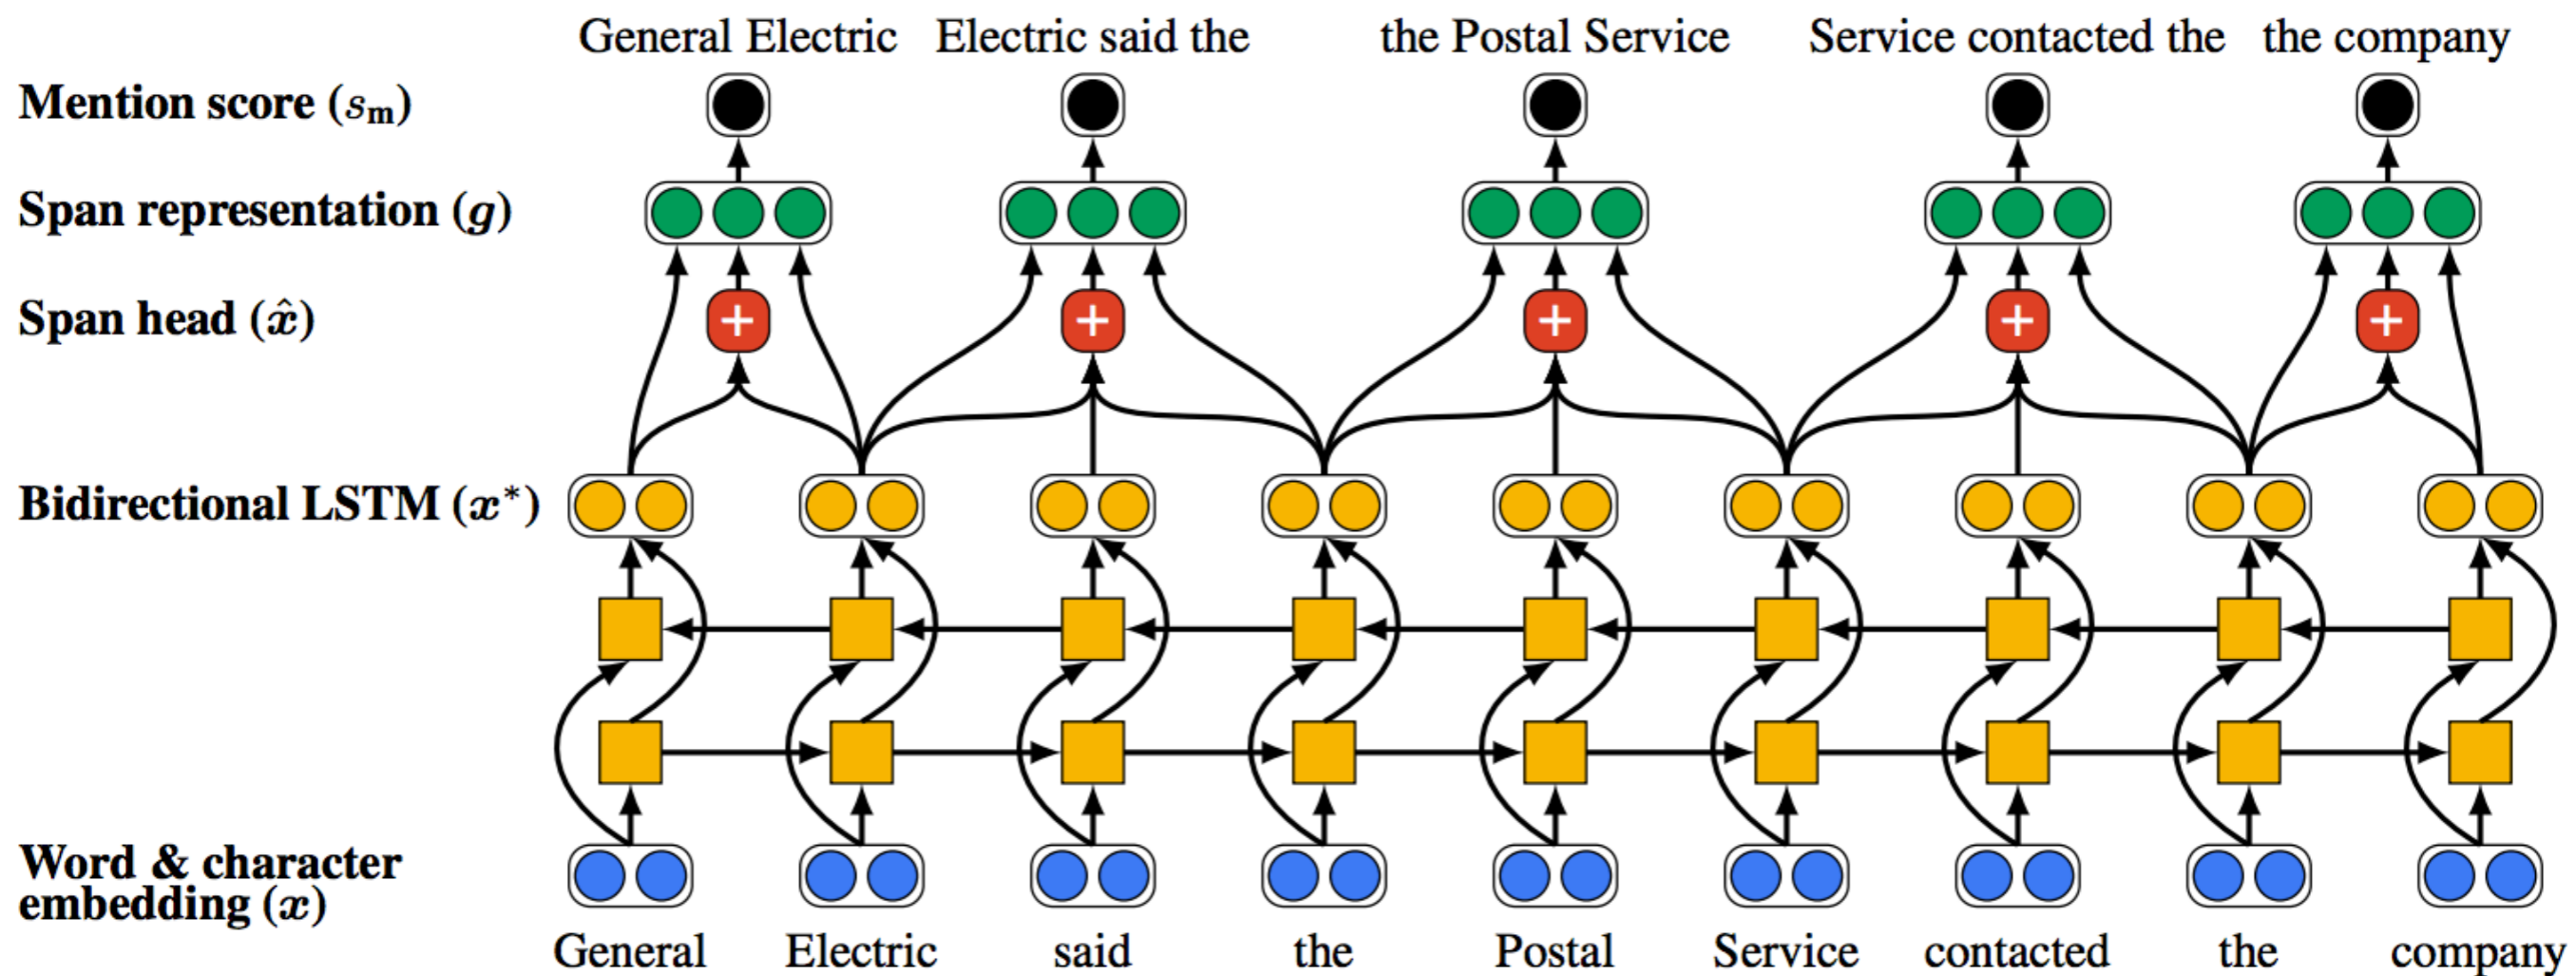 General Electric Electric said the the Postal Service Service contacted the the company
Mention score (sₘ)
Span representation (g)
Span head (x̂)
+ + + + +
Bidirectional LSTM (x*)
Word & character
embedding (x)
General Electric said the Postal Service contacted the company